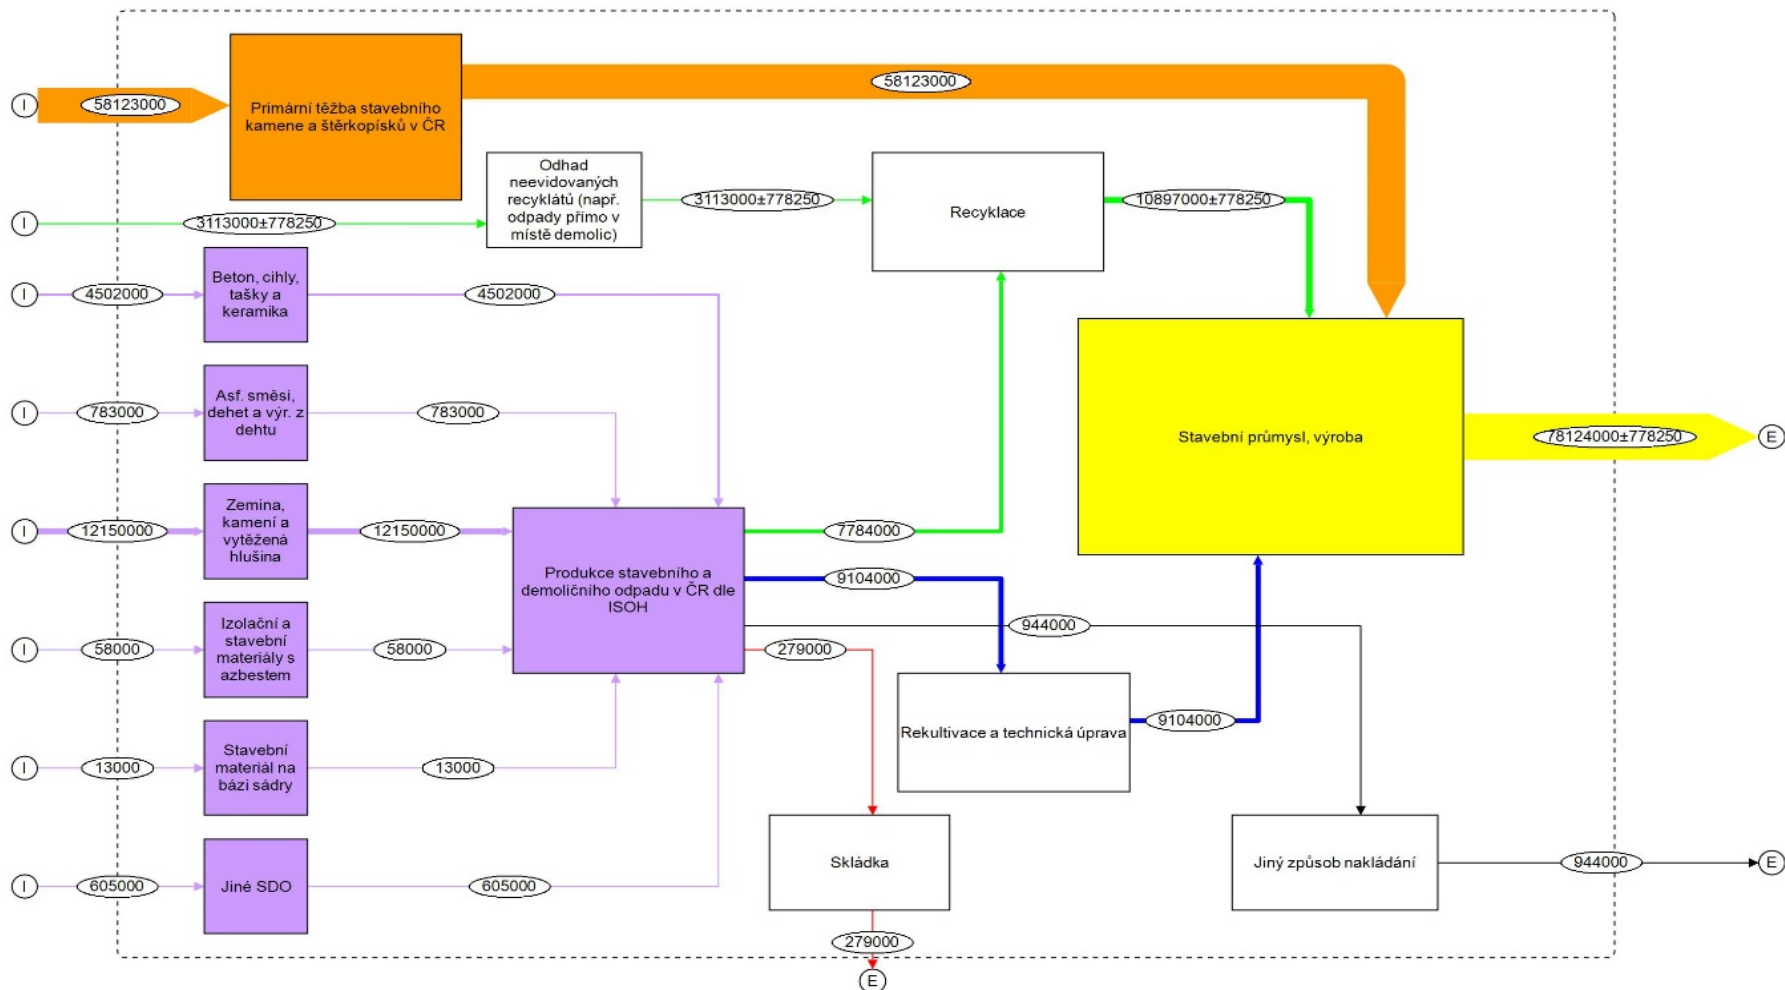 I
58123000
Primární těžba stavebního
kamene a štěrkopísků v ČR
58123000
I
3113000±778250
Odhad
neevidovaných
recyklátů (např.
odpady přímo v
místě demolic)
3113000±778250
Recyklace
10897000±778250
I
4502000
Beton, cihly,
tašky a
keramika
4502000
I
783000
Asf. směsi,
dehet a výr. z
dehtu
783000
Stavební průmysl, výroba
78124000±778250
E
I
12150000
Zemina,
kamení a
vytěžená
hlušina
12150000
Produkce stavebního a
demoličního odpadu v ČR dle
ISOH
7784000
9104000
944000
279000
I
58000
Izolační a
stavební
materiály s
azbestem
58000
Rekultivace a technická úprava
9104000
I
13000
Stavební
materiál na
bázi sádry
13000
I
605000
Jiné SDO
605000
Skládka
279000
E
Jiný způsob nakládání
944000
E